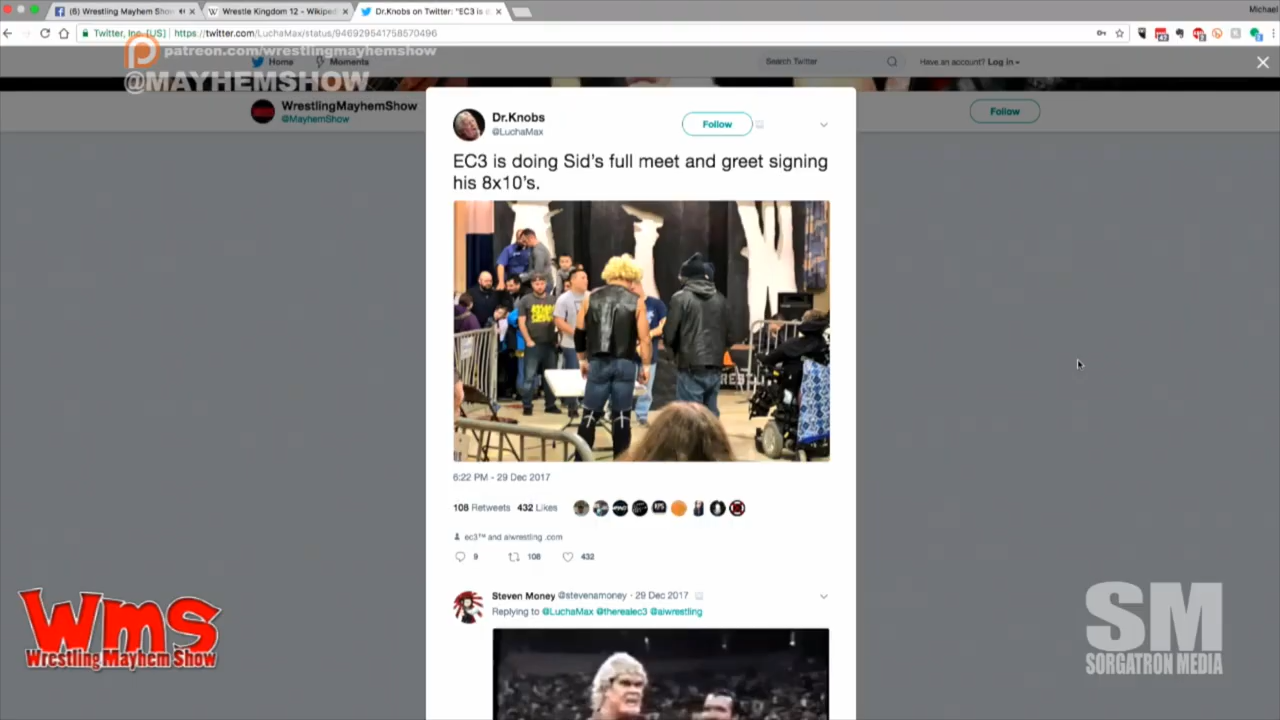 (6) Wrestling Mayhem Sho
Wrestle Kingdom 12 - Wikiped
Dr.Knobs on Twitter: "EC3 is d
Michael
Twitter, Inc. [US]
https://twitter.com/LuchaMax/status/946929541758570496
patreon.com/wrestlingmayhemshow
@MAYHEMSHOW
Home
Moments
Search Twitter
Have an account? Log in
WrestlingMayhemShow
@MayhemShow
Follow
Dr.Knobs
@LuchaMax
Follow
EC3 is doing Sid's full meet and greet signing
his 8x10's.
6:22 PM - 29 Dec 2017
108 Retweets 432 Likes
ec3™ and aiwrestling .com
9
108
432
Steven Money @stevenamoney · 29 Dec 2017
Replying to @LuchaMax @therealec3 @aiwrestling
WMS
Wrestling Mayhem Show
SM
SORGATRON MEDIA